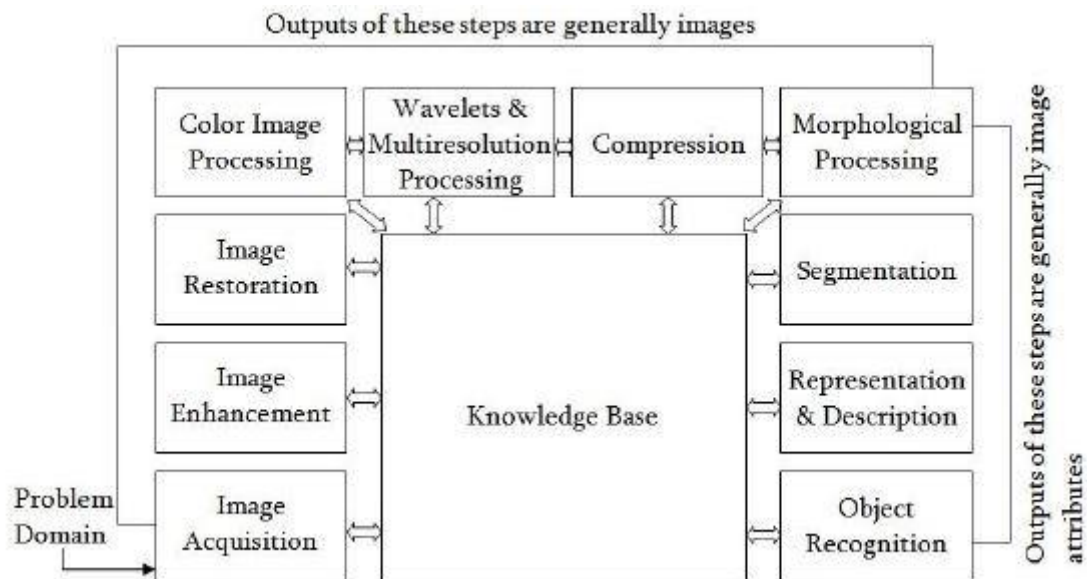 Outputs of these steps are generally images
Color Image
Processing
Wavelets &
Multiresolution
Processing
Compression
Morphological
Processing
Image
Restoration
Segmentation
Image
Enhancement
Knowledge Base
Representation
& Description
Problem
Domain
Image
Acquisition
Object
Recognition
Outputs of these steps are generally image
attributes